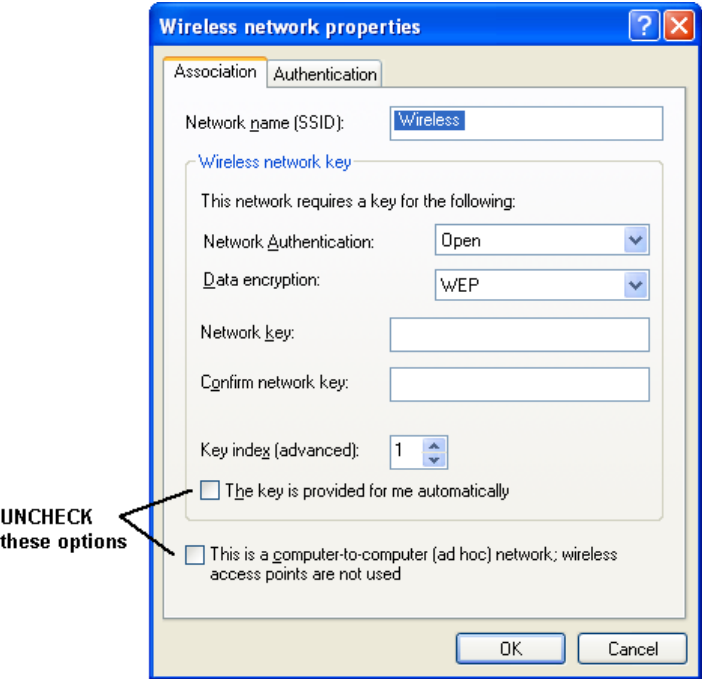 Wireless network properties
Association
Authentication
Network name (SSID):
Wireless
Wireless network key
This network requires a key for the following:
Network Authentication:
Open
Data encryption:
WEP
Network key:
Confirm network key:
Key index (advanced):
1
The key is provided for me automatically
UNCHECK
these options
This is a computer-to-computer (ad hoc) network; wireless
access points are not used
OK
Cancel